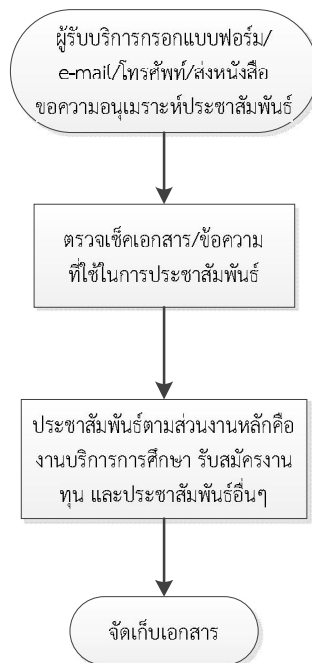 ผู้รับบริการกรอกแบบฟอร์ม/
e-mail/โทรศัพท์/ส่งหนังสือ
ขอความอนุเมราะห์ประชาสัมพันธ์
ตรวจเช็คเอกสาร/ข้อความ
ที่ใช้ในการประชาสัมพันธ์
ประชาสัมพันธ์ตามส่วนงานหลักคือ
งานบริการการศึกษา รับสมัครงาน
ทุน และประชาสัมพันธ์อื่นๆ
จัดเก็บเอกสาร